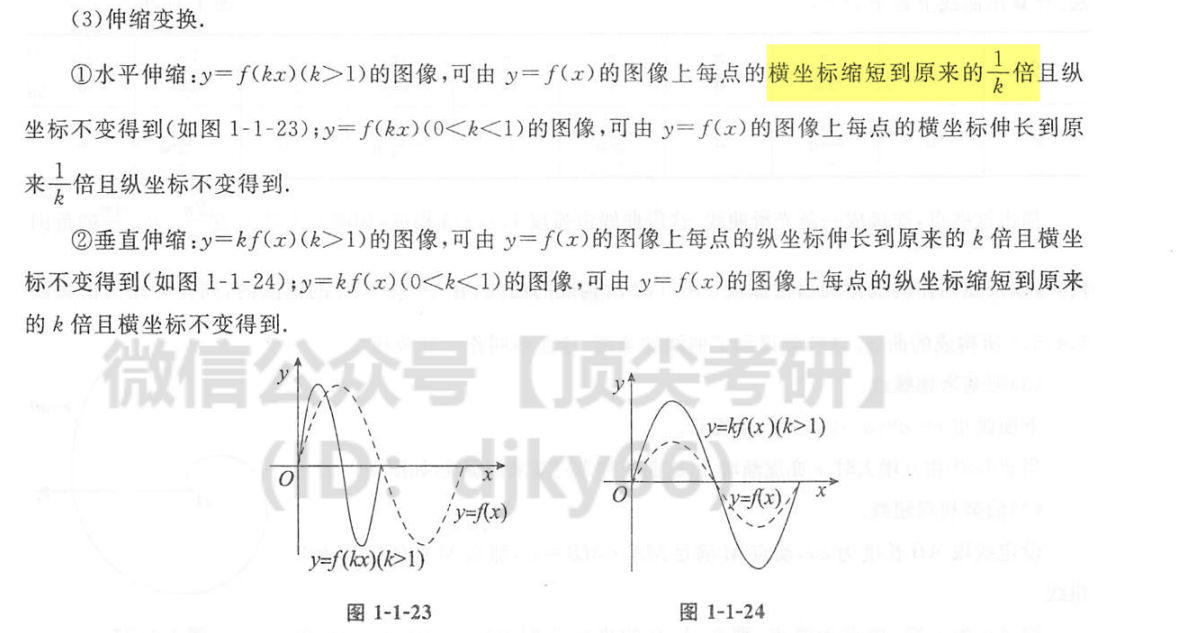 (3)伸缩变换.
①水平伸缩:y=f(kx)(k>1)的图像,可由 y=f(x)的图像上每点的横坐标缩短到原来的1/k倍且纵
坐标不变得到(如图 1-1-23);y=f(kx)(0<k<1)的图像,可由 y=f(x)的图像上每点的横坐标伸长到原
来1/k倍且纵坐标不变得到.
②垂直伸缩:y=kf(x)(k>1)的图像,可由 y=f(x)的图像上每点的纵坐标伸长到原来的 k 倍且横坐
标不变得到(如图 1-1-24);y=kf(x)(0<k<1)的图像,可由 y=f(x)的图像上每点的纵坐标缩短到原来
的 k 倍且横坐标不变得到.
微信公众号【顶尖考研】
(ID: djky66)
y
O
x
y=f(x)
y=f(kx)(k>1)
图 1-1-23
y
y=kf(x)(k>1)
O
y=f(x)
x
图 1-1-24